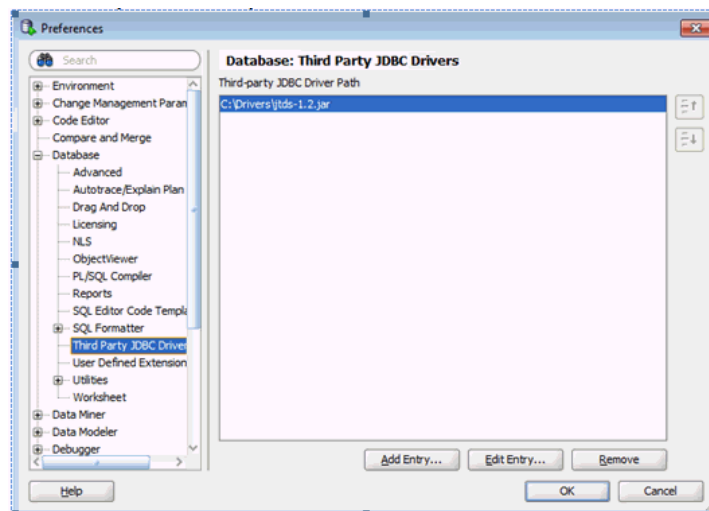 Preferences
Search
Environment
Change Management Param
Code Editor
Compare and Merge
Database
Advanced
Autotrace/Explain Plan
Drag And Drop
Licensing
NLS
ObjectViewer
PL/SQL Compiler
Reports
SQL Editor Code Templa
SQL Formatter
Third Party JDBC Driver
User Defined Extension
Utilities
Worksheet
Data Miner
Data Modeler
Debugger
Database: Third Party JDBC Drivers
Third-party JDBC Driver Path
C:\Drivers\jtds-1.2.jar
Add Entry...
Edit Entry...
Remove
Help
OK
Cancel